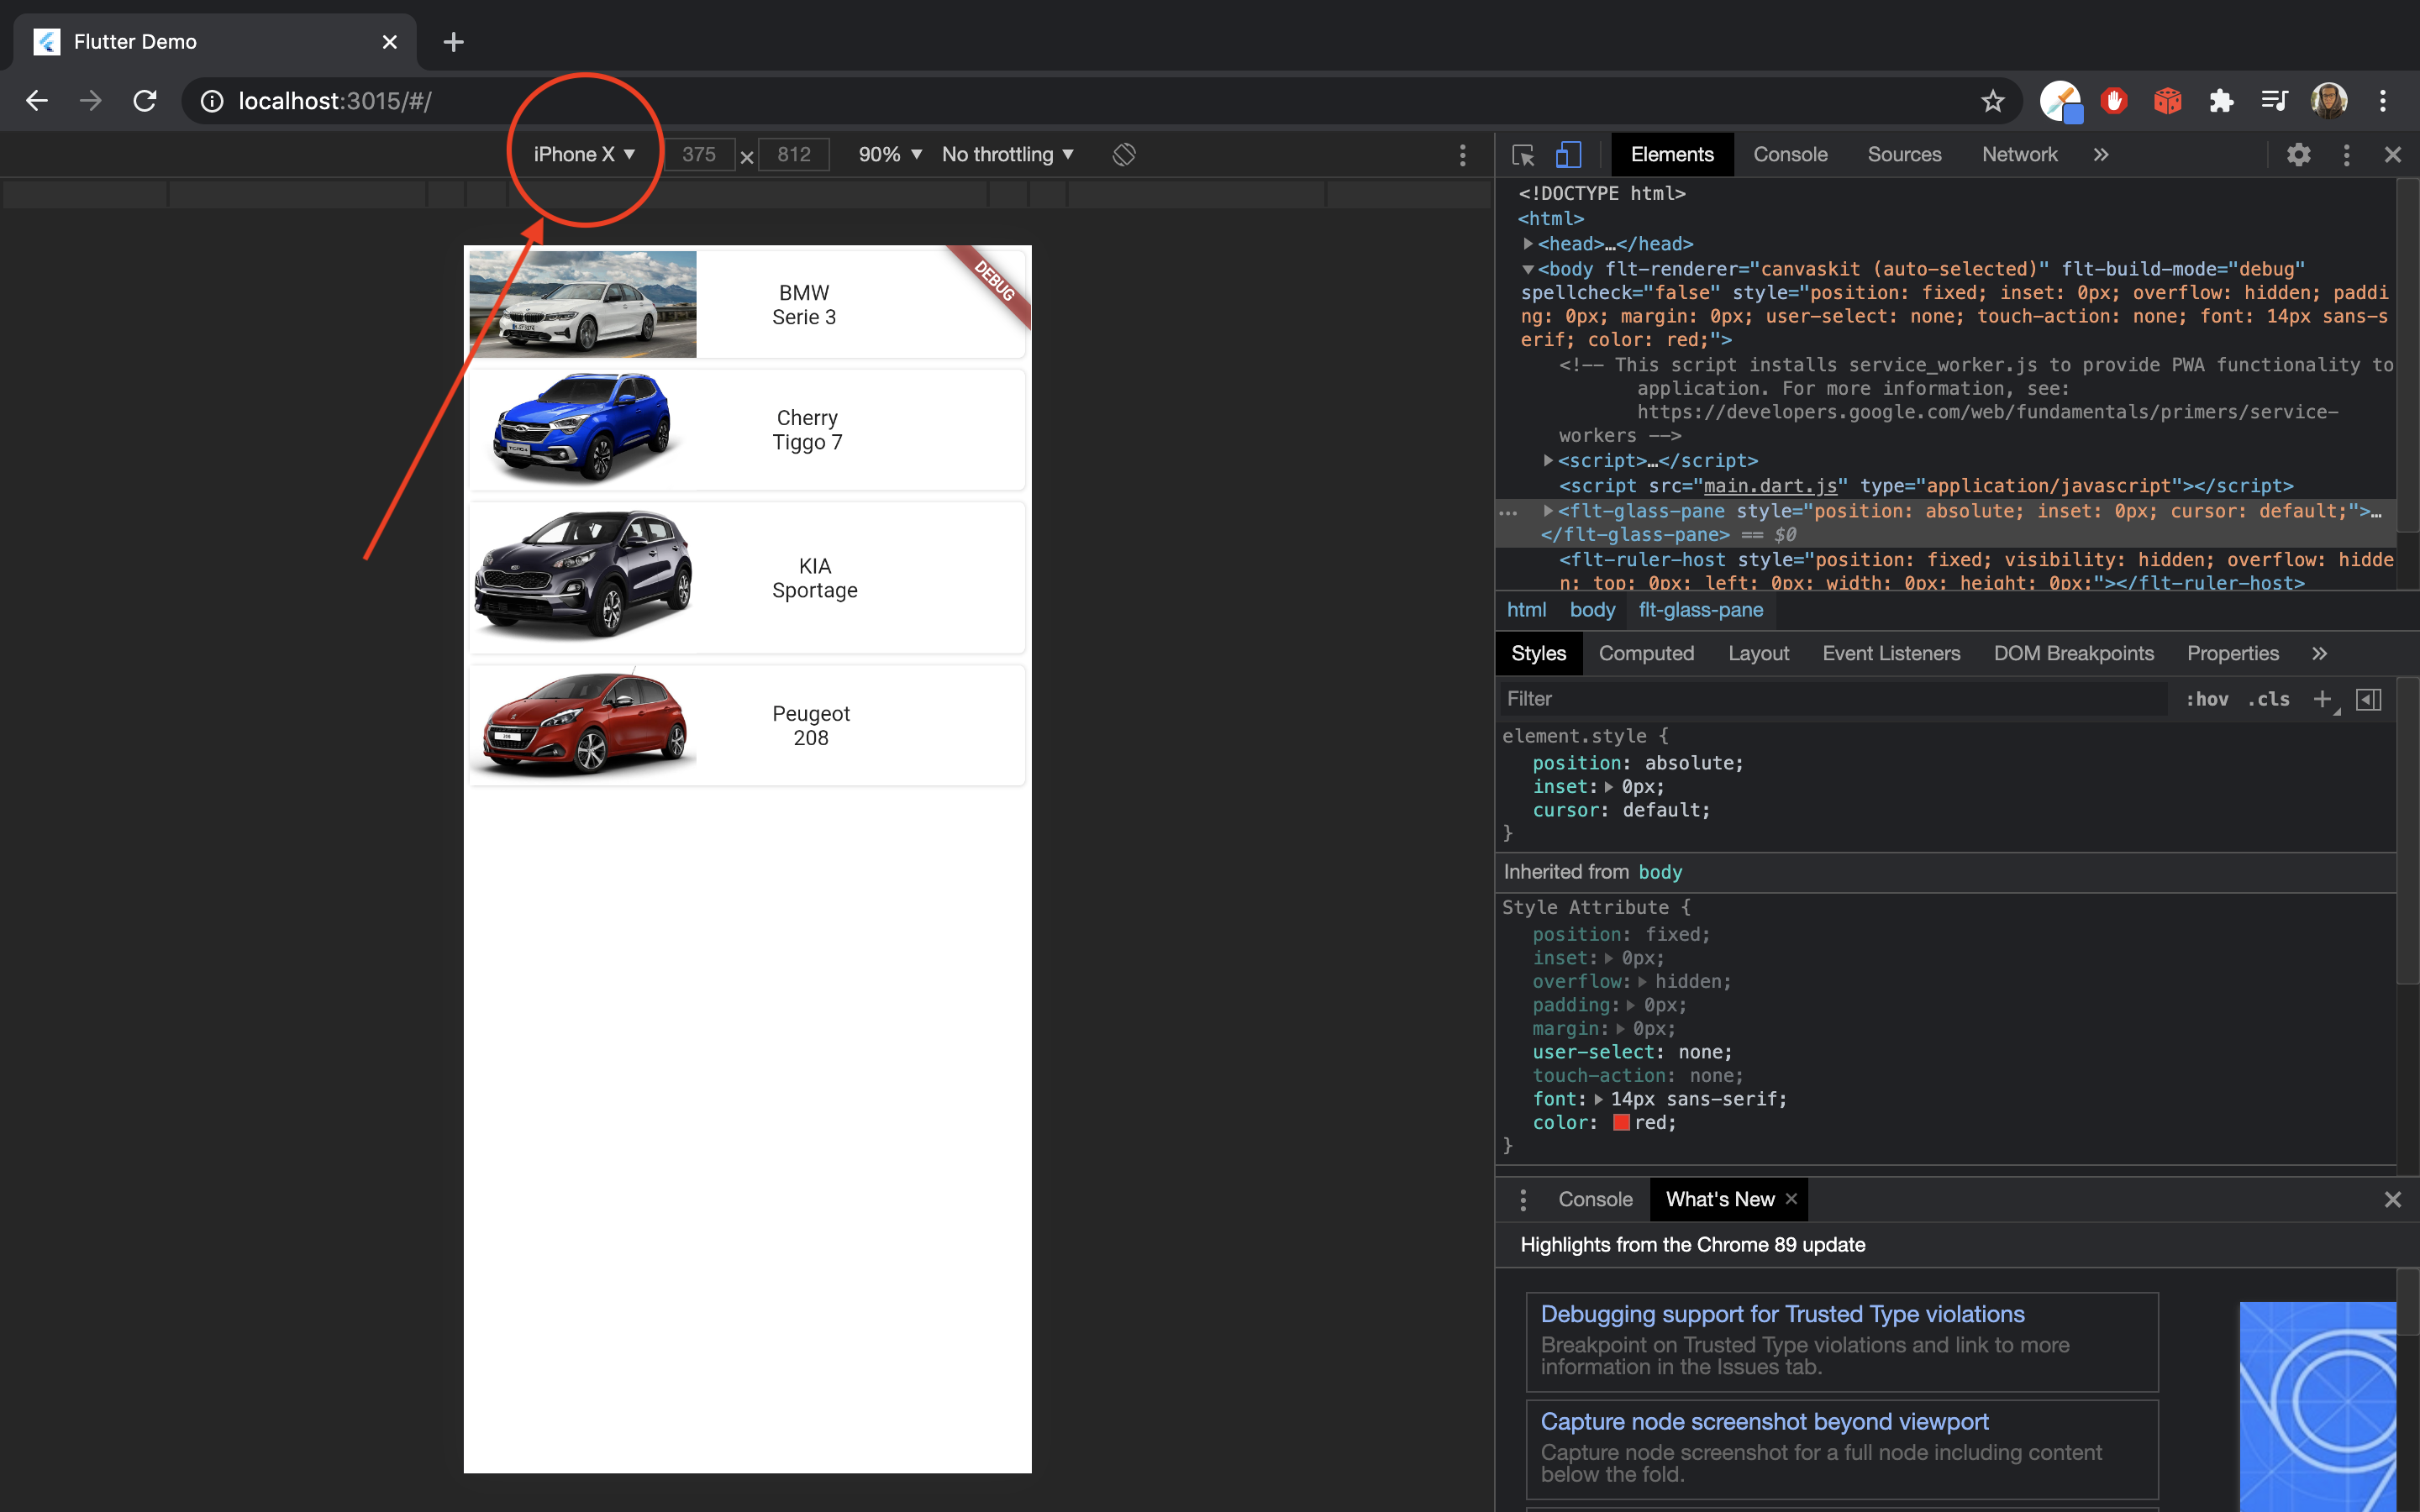 Flutter Demo
localhost:3015/#/
iPhone X ▼ 375 × 812 90% ▼ No throttling ▼
Elements Console Sources Network »
BMW
Serie 3
DEBUG
Cherry
Tiggo 7
KIA
Sportage
Peugeot
208
<!DOCTYPE html>
<html>
<head>…</head>
<body flt-renderer="canvaskit (auto-selected)" flt-build-mode="debug"
spellcheck="false" style="position: fixed; inset: 0px; overflow: hidden; paddi
ng: 0px; margin: 0px; user-select: none; touch-action: none; font: 14px sans-s
erif; color: red;">
<!-- This script installs service_worker.js to provide PWA functionality to
application. For more information, see:
https://developers.google.com/web/fundamentals/primers/service-
workers -->
<script>…</script>
<script src="main.dart.js" type="application/javascript"></script>
<flt-glass-pane style="position: absolute; inset: 0px; cursor: default;">…
</flt-glass-pane> == $0
<flt-ruler-host style="position: fixed; visibility: hidden; overflow: hidde
n; top: 0px; left: 0px; width: 0px; height: 0px;"></flt-ruler-host>
html body flt-glass-pane
Styles Computed Layout Event Listeners DOM Breakpoints Properties »
Filter :hov .cls +
element.style {
position: absolute;
inset: 0px;
cursor: default;
}
Inherited from body
Style Attribute {
position: fixed;
inset: 0px;
overflow: hidden;
padding: 0px;
margin: 0px;
user-select: none;
touch-action: none;
font: 14px sans-serif;
color: red;
}
Console What's New
Highlights from the Chrome 89 update
Debugging support for Trusted Type violations
Breakpoint on Trusted Type violations and link to more
information in the Issues tab.
Capture node screenshot beyond viewport
Capture node screenshot for a full node including content
below the fold.